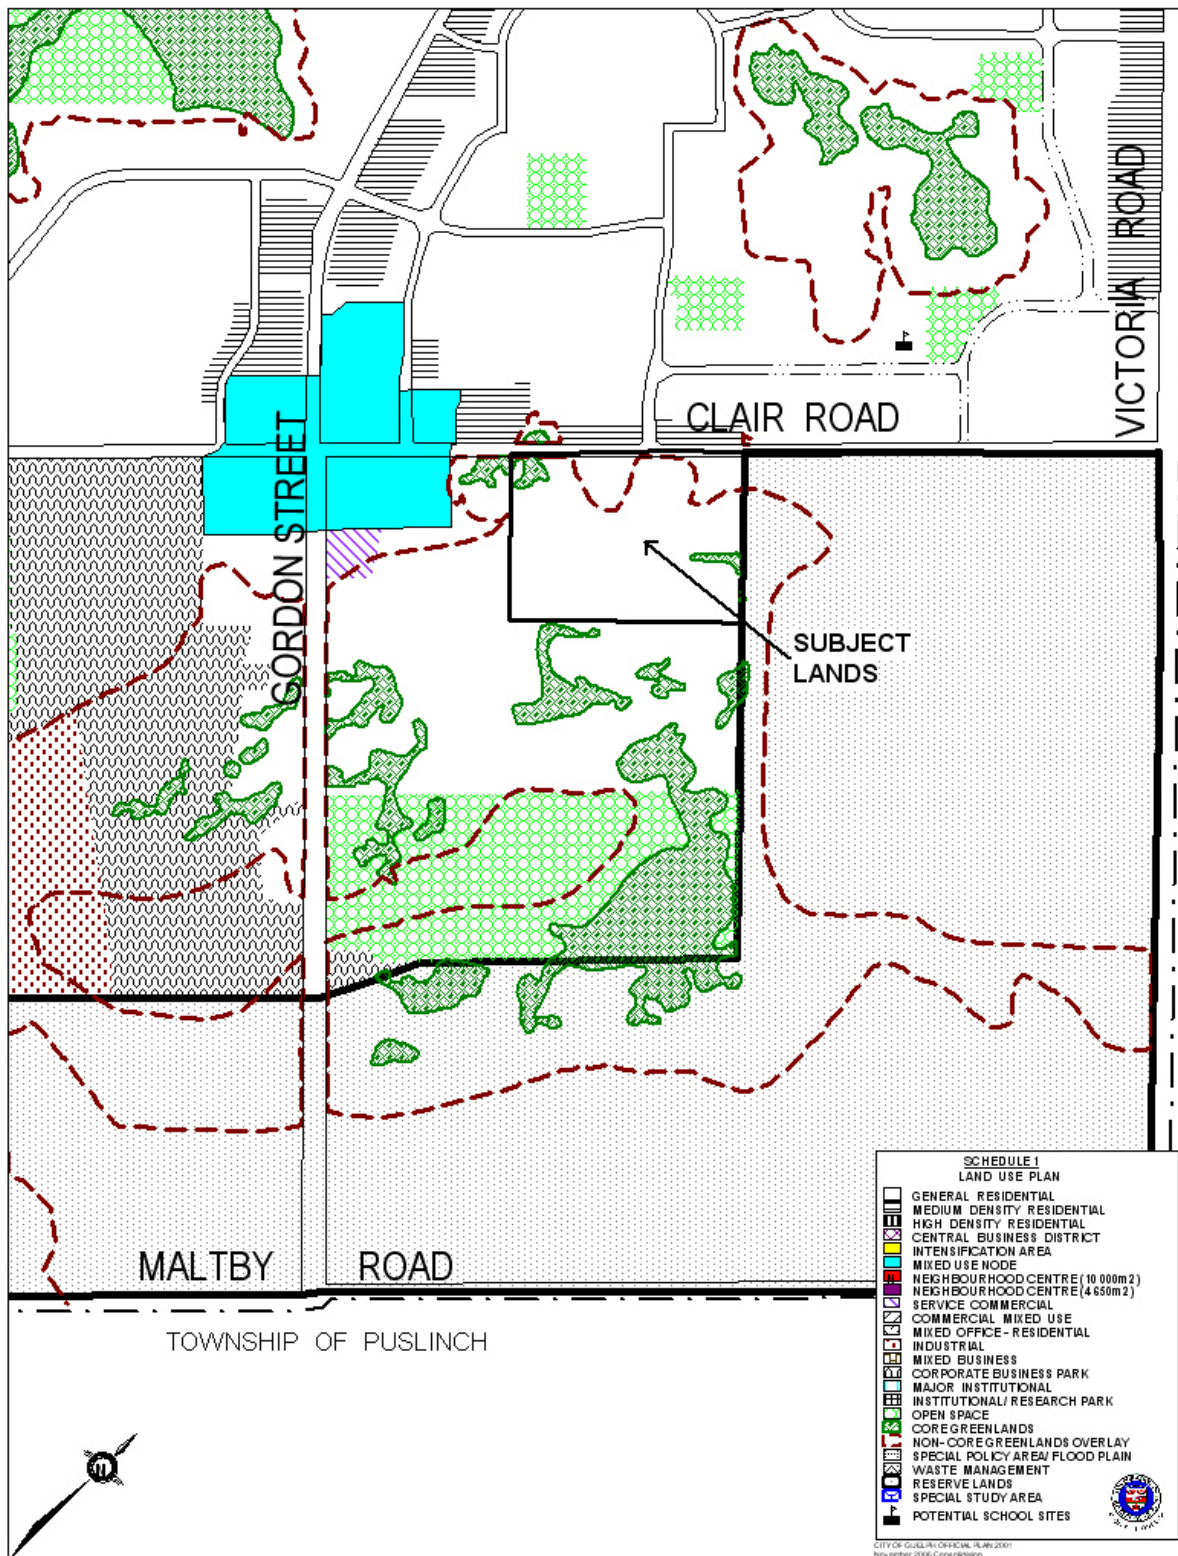 VICTORIA ROAD
CLAIR ROAD
GORDON STREET
SUBJECT
LANDS
MALTBY ROAD
TOWNSHIP OF PUSLINCH
SCHEDULE 1
LAND USE PLAN
GENERAL RESIDENTIAL
MEDIUM DENSITY RESIDENTIAL
HIGH DENSITY RESIDENTIAL
CENTRAL BUSINESS DISTRICT
INTENSIFICATION AREA
MIXED USE NODE
NEIGHBOURHOOD CENTRE (10 000m2)
NEIGHBOURHOOD CENTRE (4 650m2)
SERVICE COMMERCIAL
COMMERCIAL MIXED USE
MIXED OFFICE - RESIDENTIAL
INDUSTRIAL
MIXED BUSINESS
CORPORATE BUSINESS PARK
MAJOR INSTITUTIONAL
INSTITUTIONAL/ RESEARCH PARK
OPEN SPACE
CORE GREENLANDS
NON-CORE GREENLANDS OVERLAY
SPECIAL POLICY AREA/ FLOOD PLAIN
WASTE MANAGEMENT
RESERVE LANDS
SPECIAL STUDY AREA
POTENTIAL SCHOOL SITES
CITY OF GUELPH OFFICIAL PLAN 2001
November 2006 Consolidation